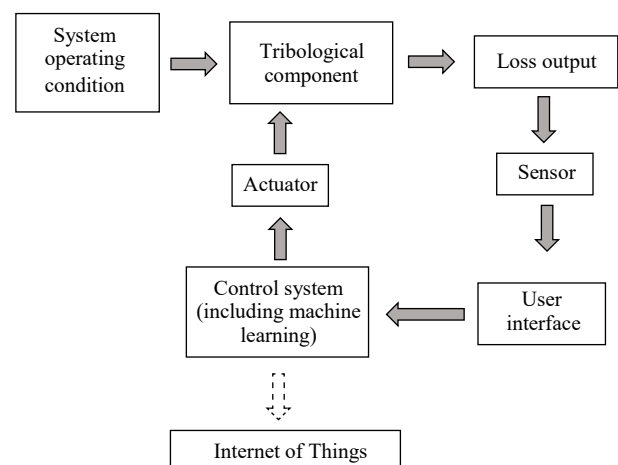 System
operating
condition
Tribological
component
Loss output
Actuator
Sensor
Control system
(including machine
learning)
User
interface
Internet of Things